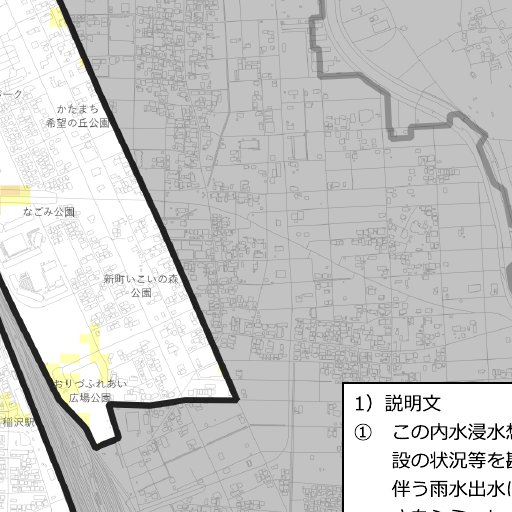 ーク
かたまち
希望の丘公園
なごみ公園
新町いこいの森
公園
おりづふれあい
広場公園
稲沢駅
1）説明文
① この内水浸水想
設の状況等を
伴う雨水出水に